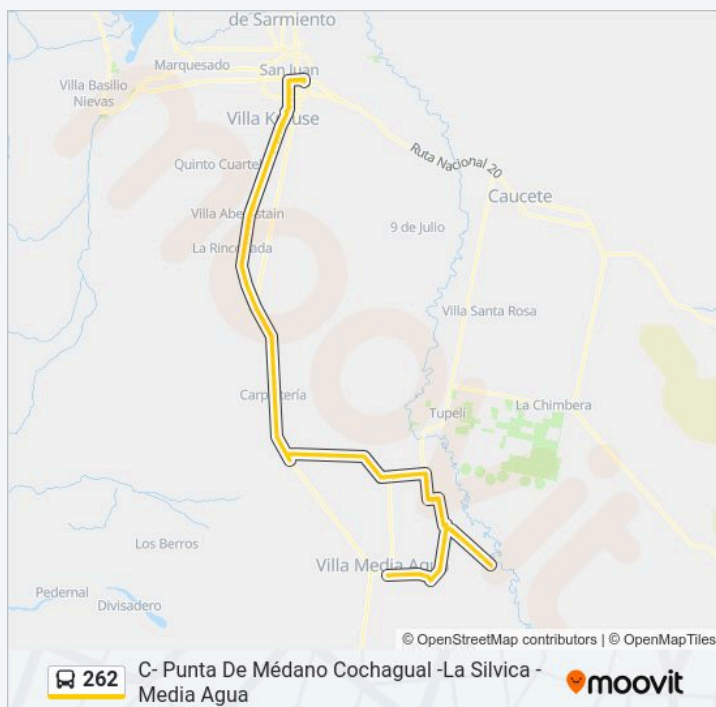 de Sarmiento
Marquesado
San Juan
Villa Basilio
Nievas
Villa Krause
Ruta Nacional 20
Quinto Cuartel
Caucete
Villa Aberastain
9 de Julio
La Rinconada
Villa Santa Rosa
Carpintería
La Chimbera
Tupelí
Los Berros
Villa Media Agua
Pedernal
Divisadero
moovit
© OpenStreetMap contributors | © OpenMapTiles
262
C- Punta De Médano Cochagual -La Silvica -
Media Agua
moovit